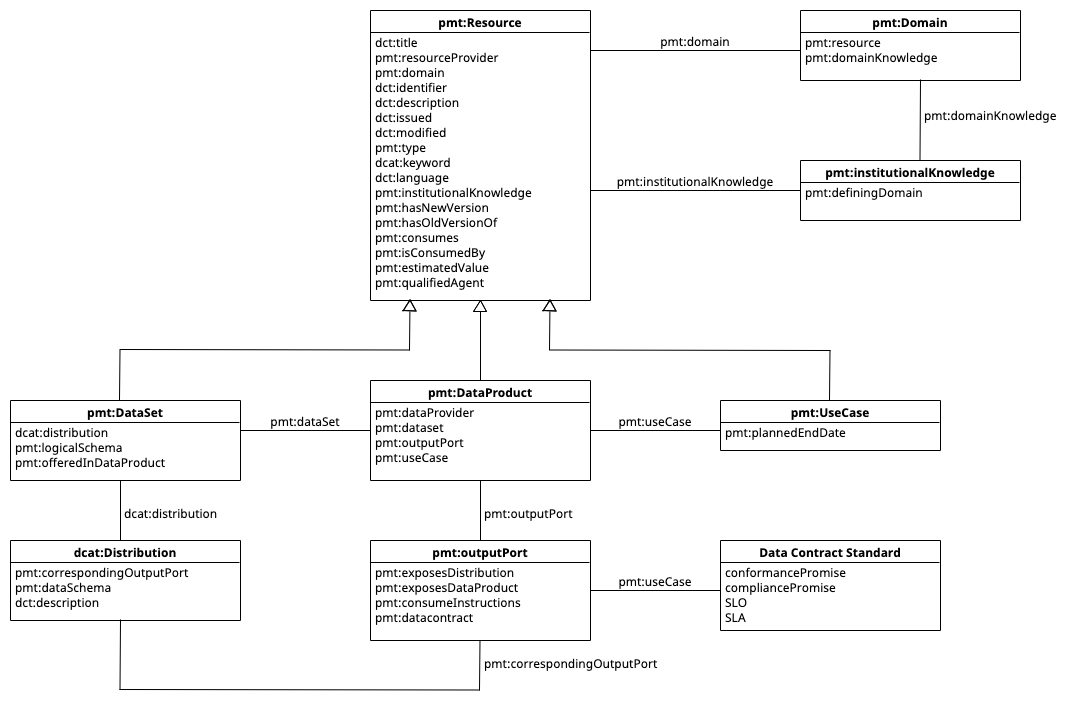 pmt:Resource
dct:title
pmt:resourceProvider
pmt:domain
dct:identifier
dct:description
dct:issued
dct:modified
pmt:type
dcat:keyword
dct:language
pmt:institutionalKnowledge
pmt:hasNewVersion
pmt:hasOldVersionOf
pmt:consumes
pmt:isConsumedBy
pmt:estimatedValue
pmt:qualifiedAgent
pmt:domain
pmt:Domain
pmt:resource
pmt:domainKnowledge
pmt:domainKnowledge
pmt:institutionalKnowledge
pmt:institutionalKnowledge
pmt:definingDomain
pmt:DataSet
dcat:distribution
pmt:logicalSchema
pmt:offeredInDataProduct
pmt:dataSet
pmt:DataProduct
pmt:dataProvider
pmt:dataset
pmt:outputPort
pmt:useCase
pmt:useCase
pmt:UseCase
pmt:plannedEndDate
dcat:distribution
pmt:outputPort
dcat:Distribution
pmt:correspondingOutputPort
pmt:dataSchema
dct:description
pmt:outputPort
pmt:exposesDistribution
pmt:exposesDataProduct
pmt:consumeInstructions
pmt:datacontract
pmt:useCase
Data Contract Standard
conformancePromise
compliancePromise
SLO
SLA
pmt:correspondingOutputPort